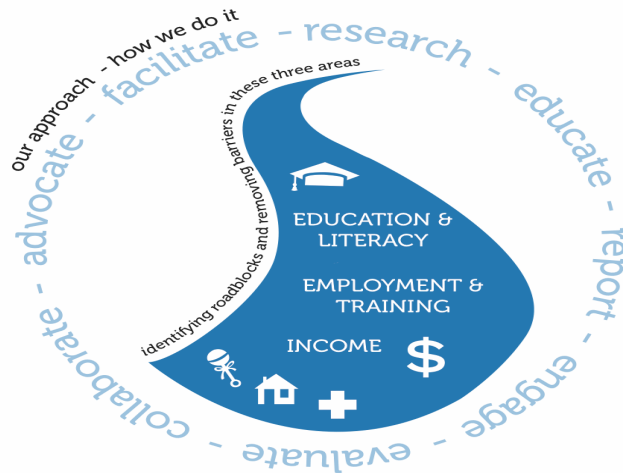 our approach - how we do it
advocate - facilitate - research - educate - report - engage - evaluate - collaborate -
identifying roadblocks and removing barriers in these three areas
EDUCATION &
LITERACY
EMPLOYMENT &
TRAINING
INCOME
$